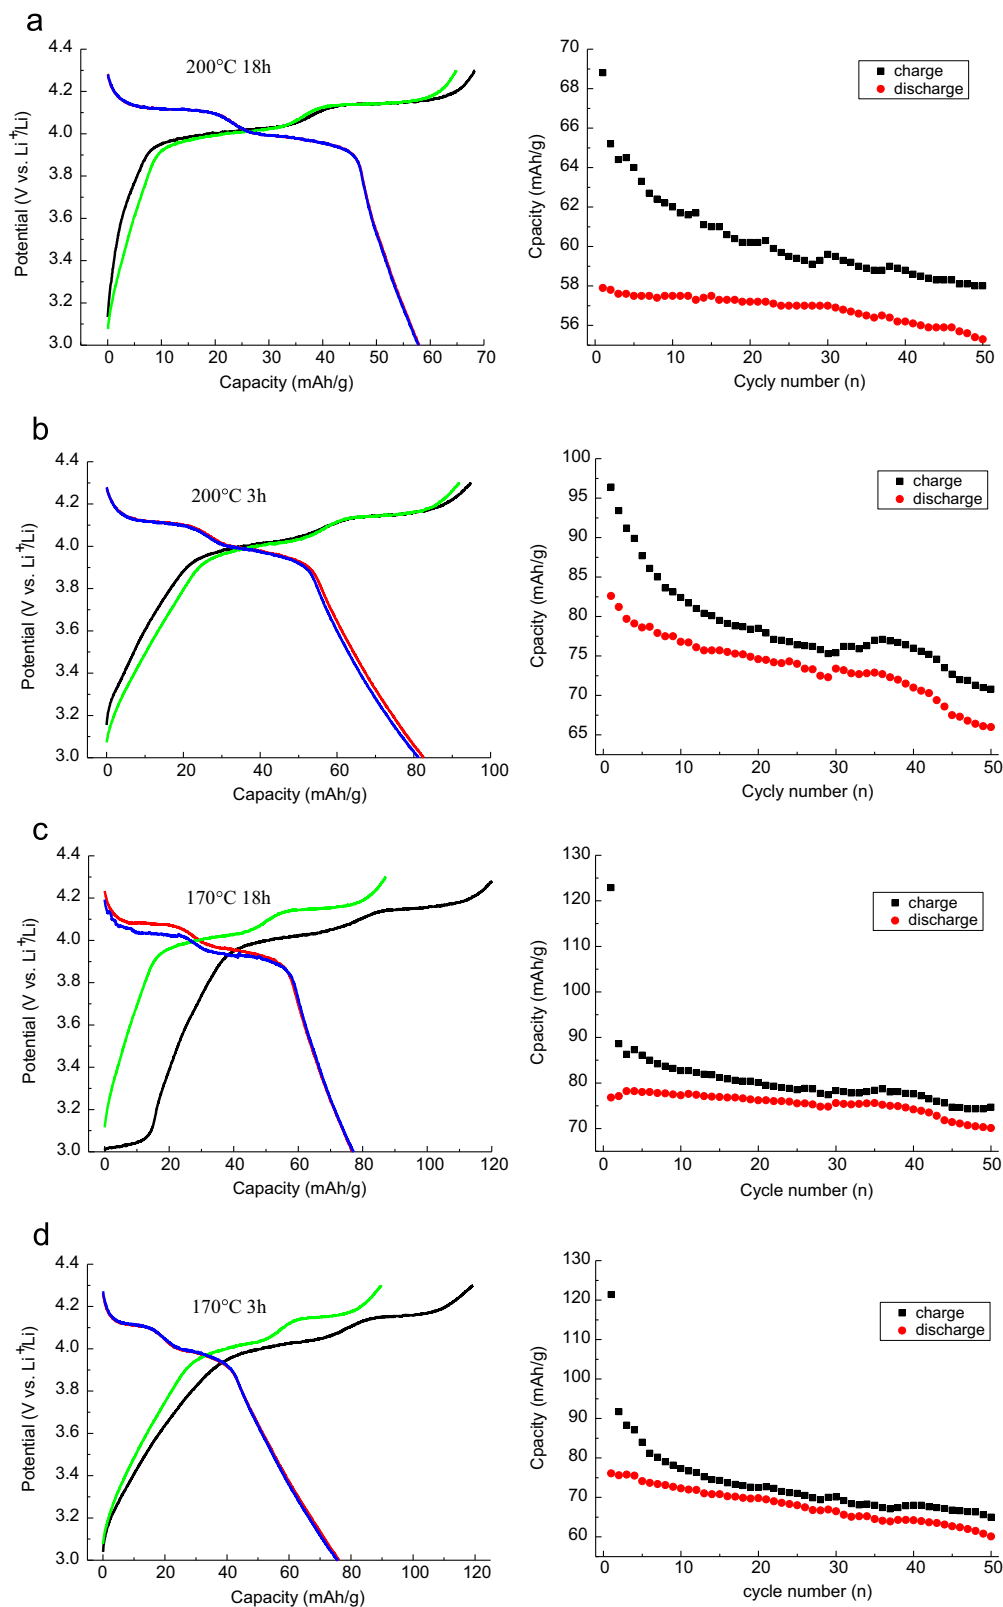 a
4.4
4.2
4.0
3.8
3.6
3.4
3.2
3.0
Potential (V vs. Li+/Li)
200°C 18h
0 10 20 30 40 50 60 70
Capacity (mAh/g)
70
68
66
64
62
60
58
56
Cpacity (mAh/g)
charge
discharge
0 10 20 30 40 50
Cycly number (n)
b
4.4
4.2
4.0
3.8
3.6
3.4
3.2
3.0
Potential (V vs. Li+/Li)
200°C 3h
0 20 40 60 80 100
Capacity (mAh/g)
100
95
90
85
80
75
70
65
Cpacity (mAh/g)
charge
discharge
0 10 20 30 40 50
Cycly number (n)
c
4.4
4.2
4.0
3.8
3.6
3.4
3.2
3.0
Potential (V vs. Li+/Li)
170°C 18h
0 20 40 60 80 100 120
Capacity (mAh/g)
130
120
110
100
90
80
70
Cpacity (mAh/g)
charge
discharge
0 10 20 30 40 50
Cycle number (n)
d
4.4
4.2
4.0
3.8
3.6
3.4
3.2
3.0
Potential (V vs. Li+/Li)
170°C 3h
0 20 40 60 80 100 120
Capacity (mAh/g)
130
120
110
100
90
80
70
60
Cpacity (mAh/g)
charge
discharge
0 10 20 30 40 50
cycle number (n)